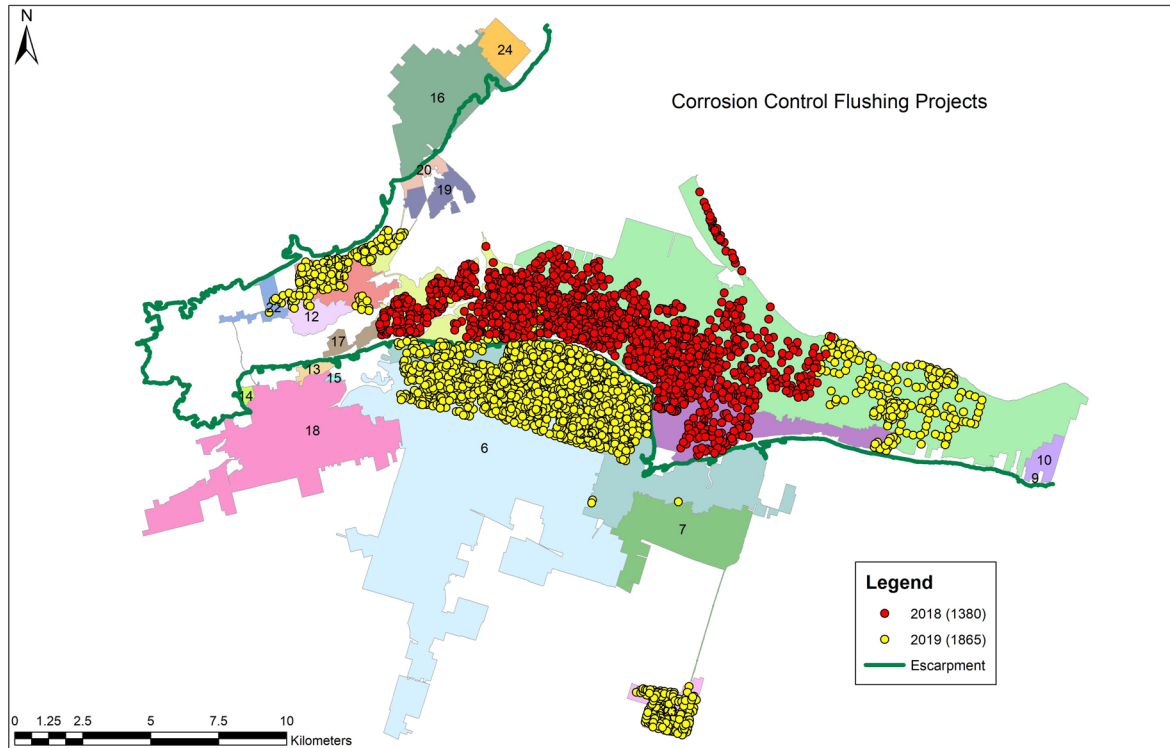 N
24
Corrosion Control Flushing Projects
16
20
19
22
12
17
13
15
14
18
6
10
9
7
Legend
2018 (1380)
2019 (1865)
Escarpment
0 1.25 2.5 5 7.5 10
Kilometers